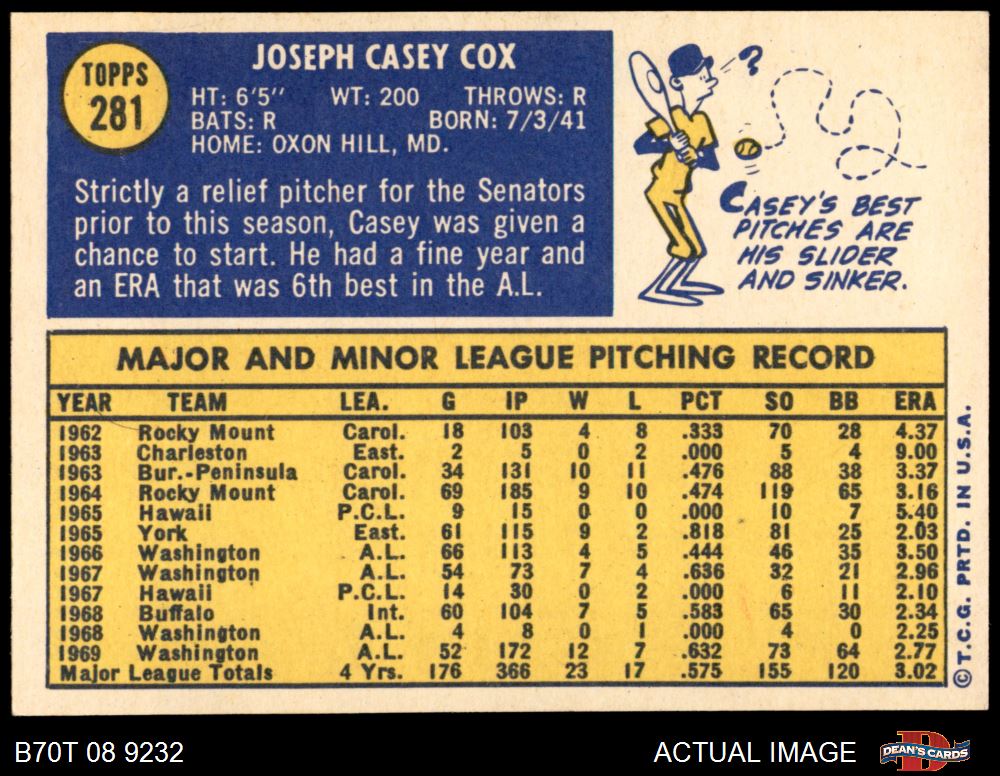 TOPPS
281
JOSEPH CASEY COX
HT: 6'5" WT: 200 THROWS: R
BATS: R BORN: 7/3/41
HOME: OXON HILL, MD.
Strictly a relief pitcher for the Senators
prior to this season, Casey was given a
chance to start. He had a fine year and
an ERA that was 6th best in the A.L.
?
CASEY'S BEST
PITCHES ARE
HIS SLIDER
AND SINKER.
MAJOR AND MINOR LEAGUE PITCHING RECORD
YEAR TEAM LEA. G IP W L PCT SO BB ERA
1962 Rocky Mount Carol. 18 103 4 8 .333 70 28 4.37
1963 Charleston East. 2 5 0 2 .000 5 4 9.00
1963 Bur.-Peninsula Carol. 34 131 10 11 .476 88 38 3.37
1964 Rocky Mount Carol. 69 185 9 10 .474 119 65 3.16
1965 Hawaii P.C.L. 9 15 0 0 .000 10 7 5.40
1965 York East. 61 115 9 2 .818 81 25 2.03
1966 Washington A.L. 66 113 4 5 .444 46 35 3.50
1967 Washington A.L. 54 73 7 4 .636 32 21 2.96
1967 Hawaii P.C.L. 14 30 0 2 .000 6 11 2.10
1968 Buffalo Int. 60 104 7 5 .583 65 30 2.34
1968 Washington A.L. 4 8 0 1 .000 4 0 2.25
1969 Washington A.L. 52 172 12 7 .632 73 64 2.77
Major League Totals 4 Yrs. 176 366 23 17 .575 155 120 3.02
© T.C.G. PRTD. IN U.S.A.
B70T 08 9232
ACTUAL IMAGE
D
DEAN'S CARDS